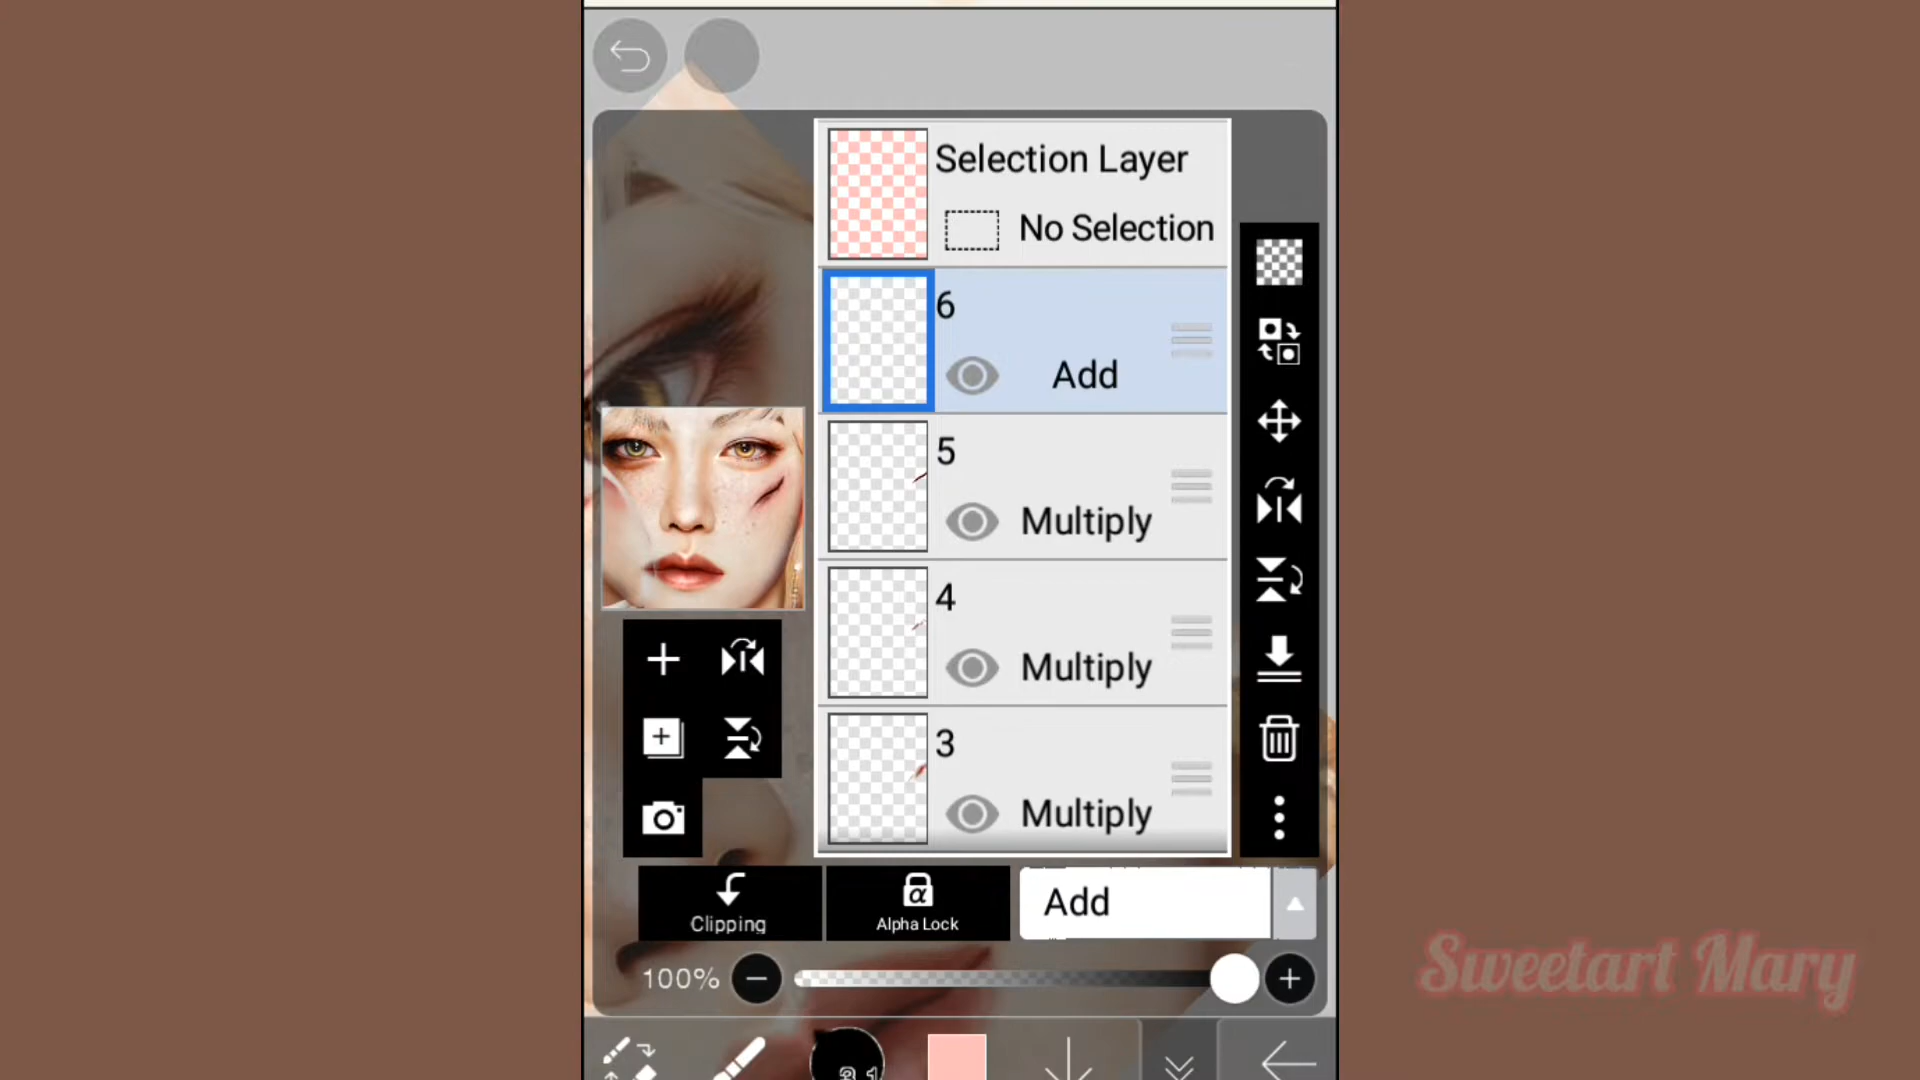 Selection Layer
No Selection
6
Add
5
Multiply
4
Multiply
3
Multiply
Clipping
Alpha Lock
Add
100%
Sweetart Mary